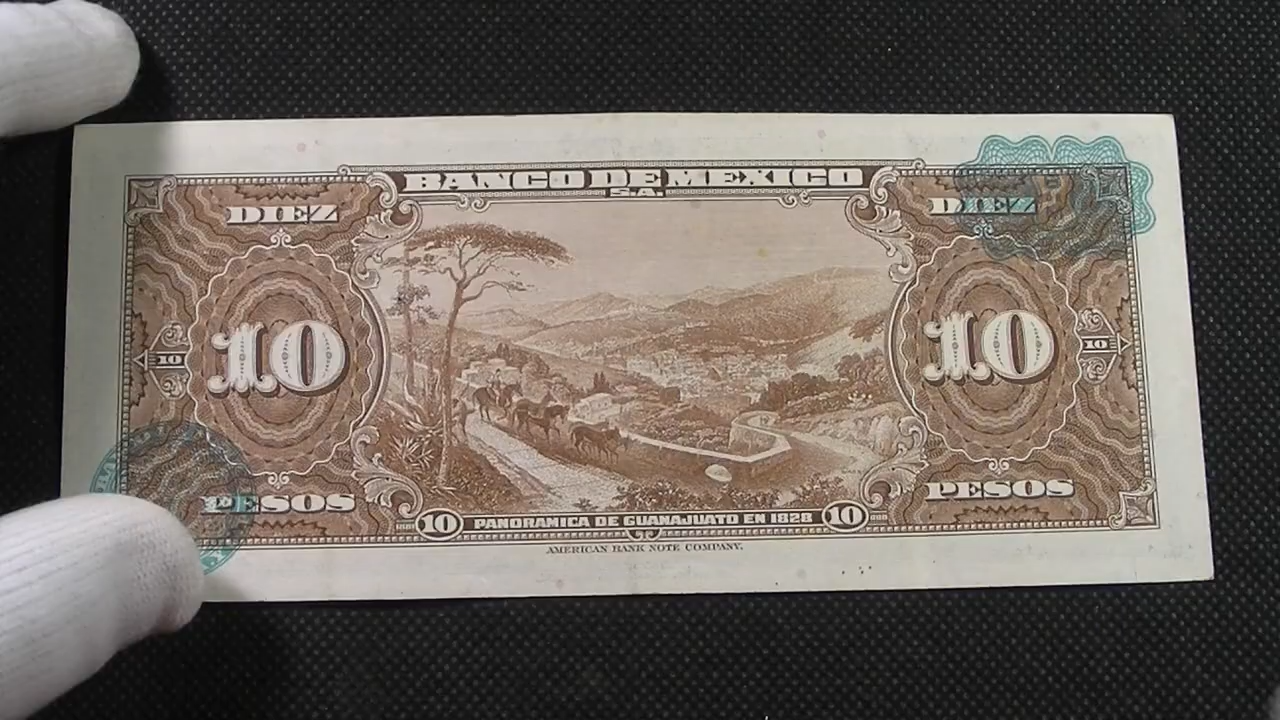 BANCO DE MEXICO
S.A.
DIEZ
DIEZ
10
10
10
10
PESOS
PESOS
10 PANORAMICA DE GUANAJUATO EN 1828 10
AMERICAN BANK NOTE COMPANY.